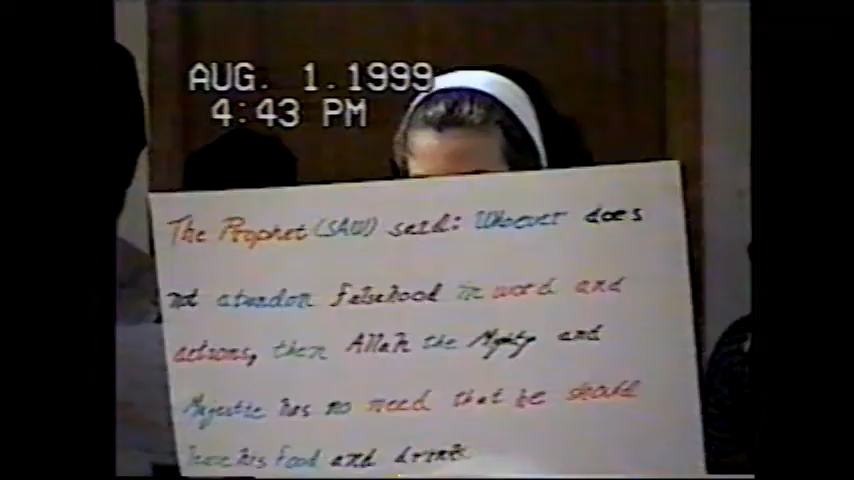 AUG. 1.1999
4:43 PM
The Prophet (SAW) said: Whoever does
not abandon falsehood in word and
actions, then Allah the Mighty and
Majestic has no need that he should
leave his food and drink.